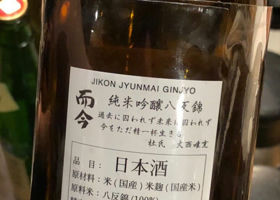 JIKON JYUNMAI GINJYO
而今
純米吟醸八反錦
過去に囚われず未来に囚われず
今をただ精一杯生きる
杜氏 大西唯克
品目：日本酒
原材料：米(国産)米麹(国産米)
原料米：八反錦(100%)